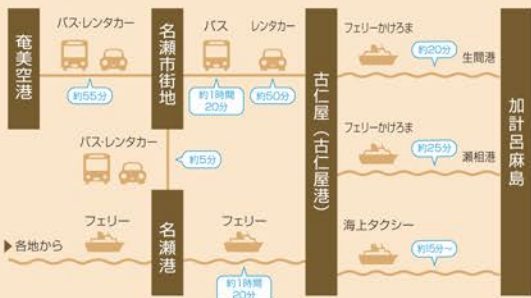 奄美空港
バス・レンタカー
約55分
名瀬市街地
バス
約1時間
20分
レンタカー
約50分
古仁屋(古仁屋港)
フェリーかけろま
約20分
生間港
加計呂麻島
バス・レンタカー
約5分
フェリーかけろま
約25分
瀬相港
▶各地から
フェリー
名瀬港
フェリー
約1時間
20分
海上タクシー
約15分~